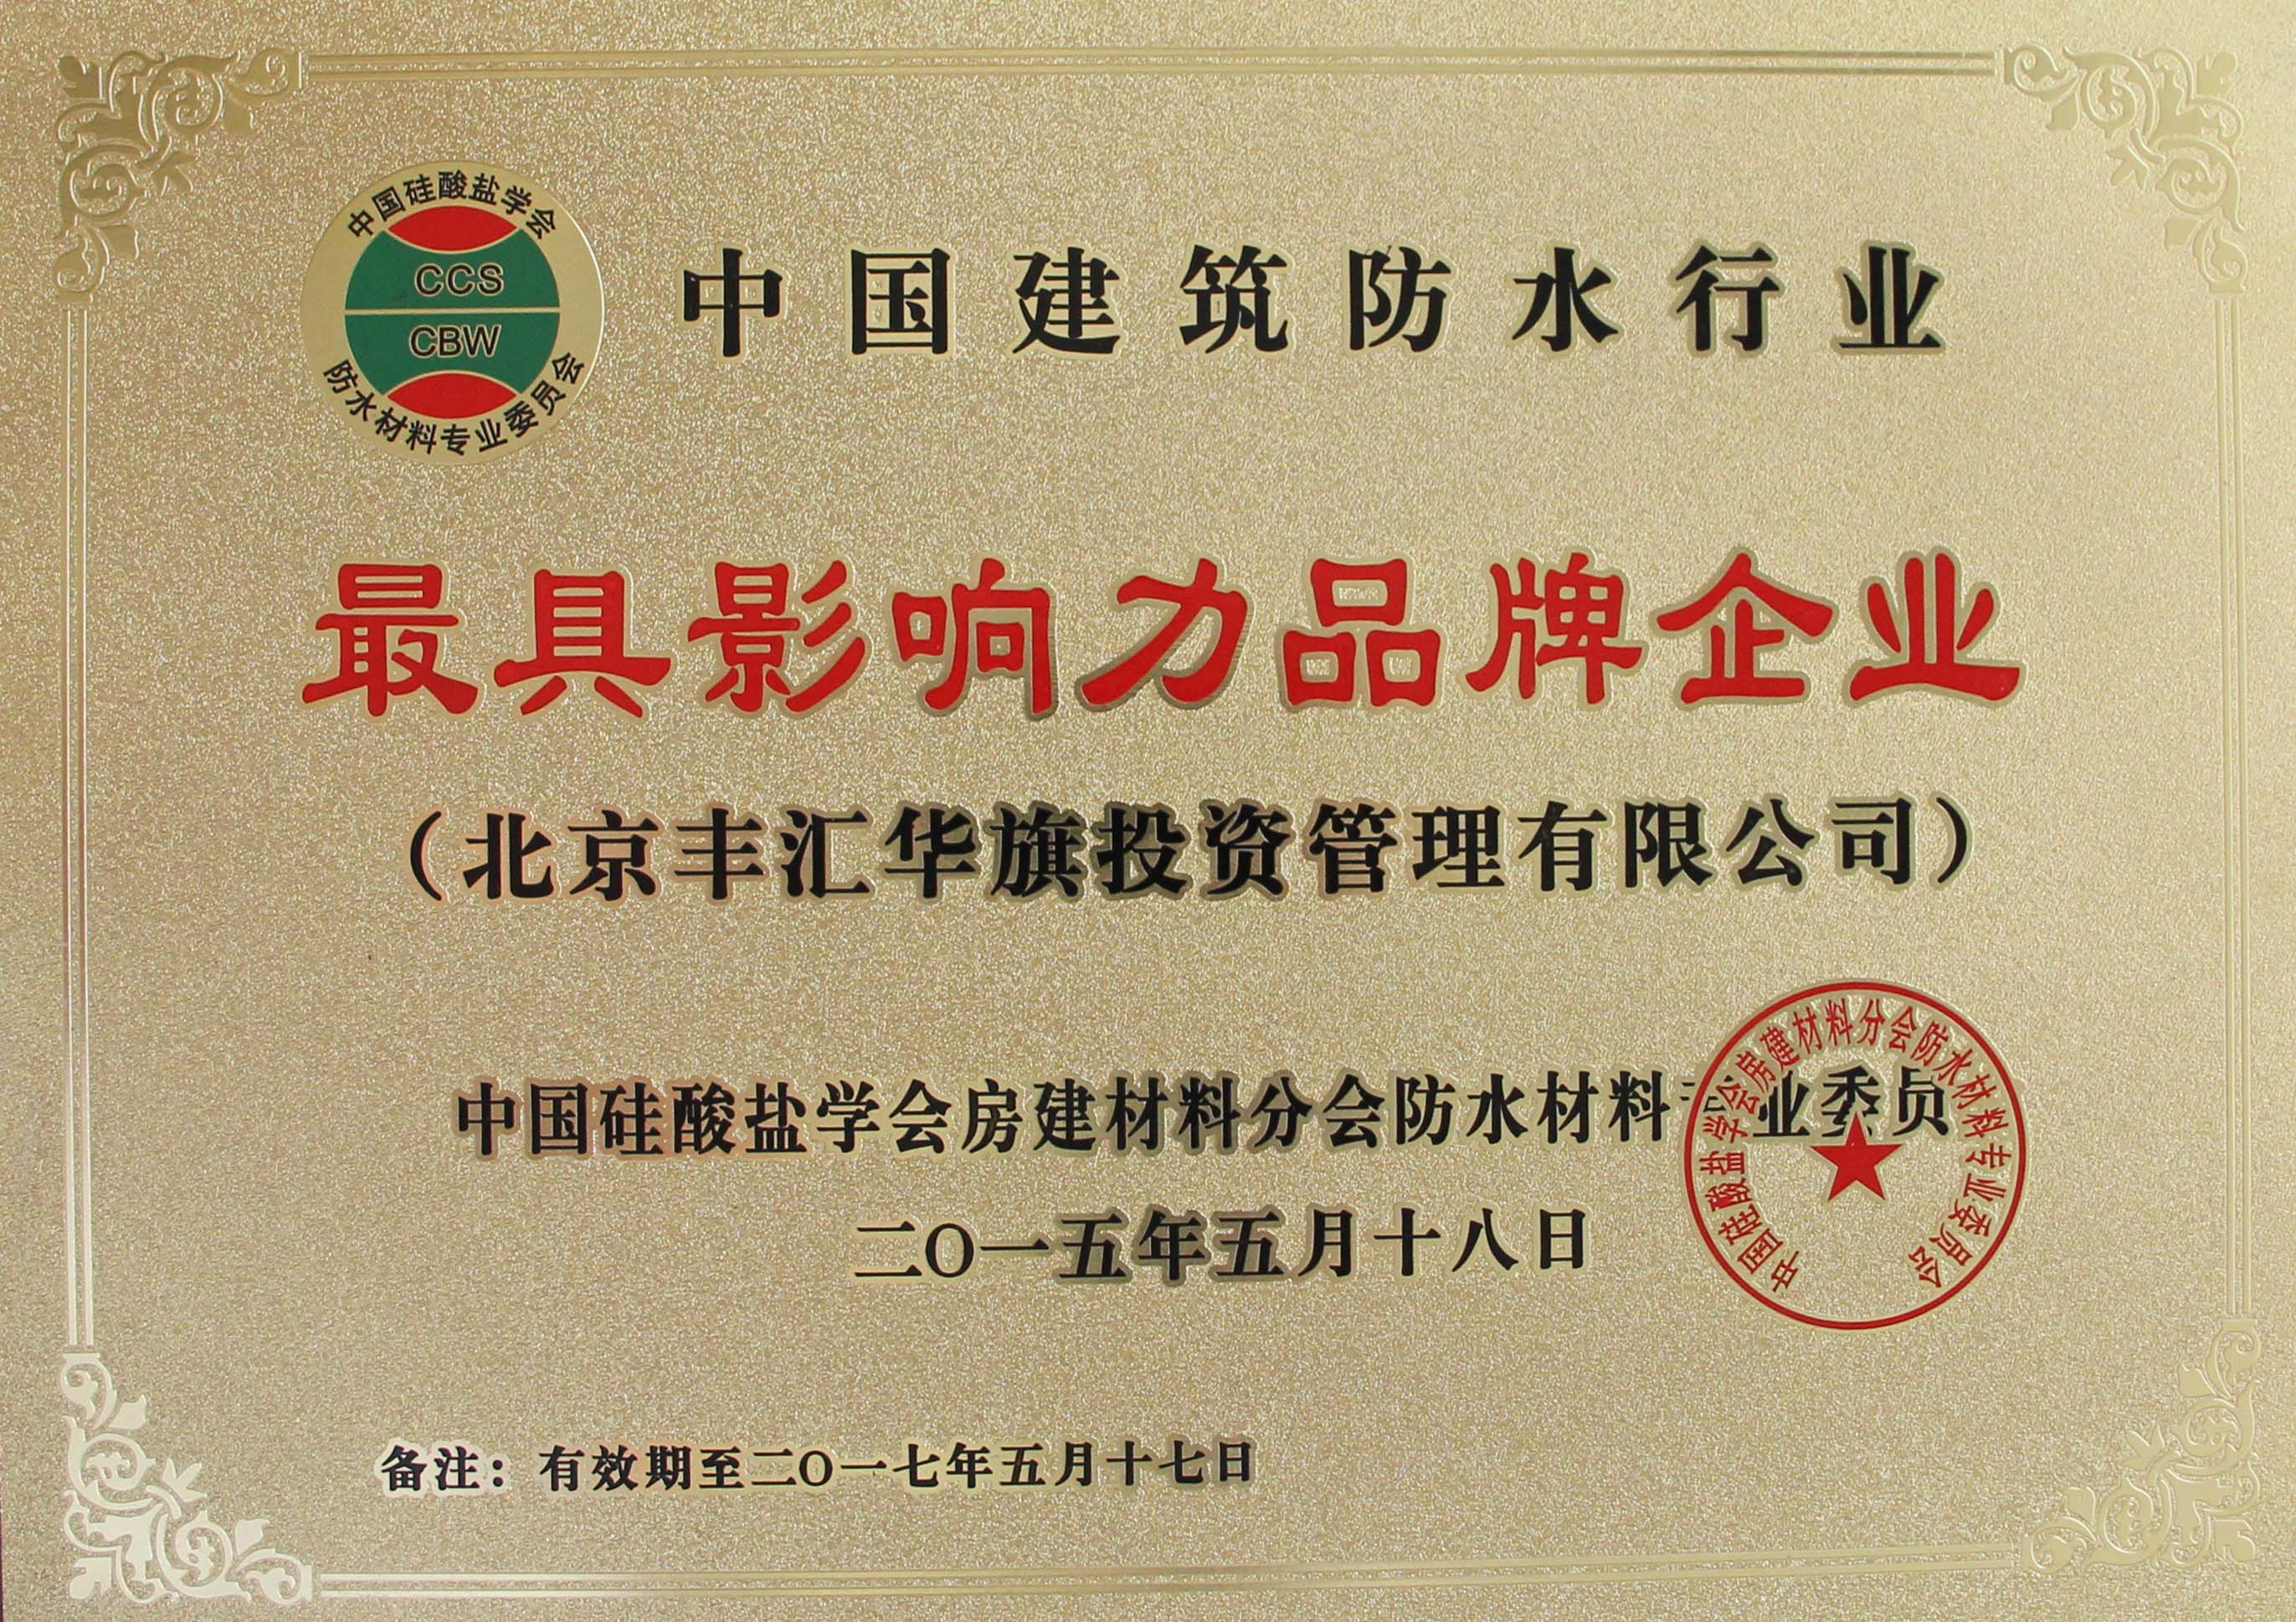 中国硅酸盐学会
CCS
CBW
防水材料专业委员会
中国建筑防水行业
最具影响力品牌企业
（北京丰汇华旗投资管理有限公司）
中国硅酸盐学会房建材料分会防水材料专业委员
中国硅酸盐学会房建材料分会防水材料专业委员会
二〇一五年五月十八日
备注：有效期至二〇一七年五月十七日